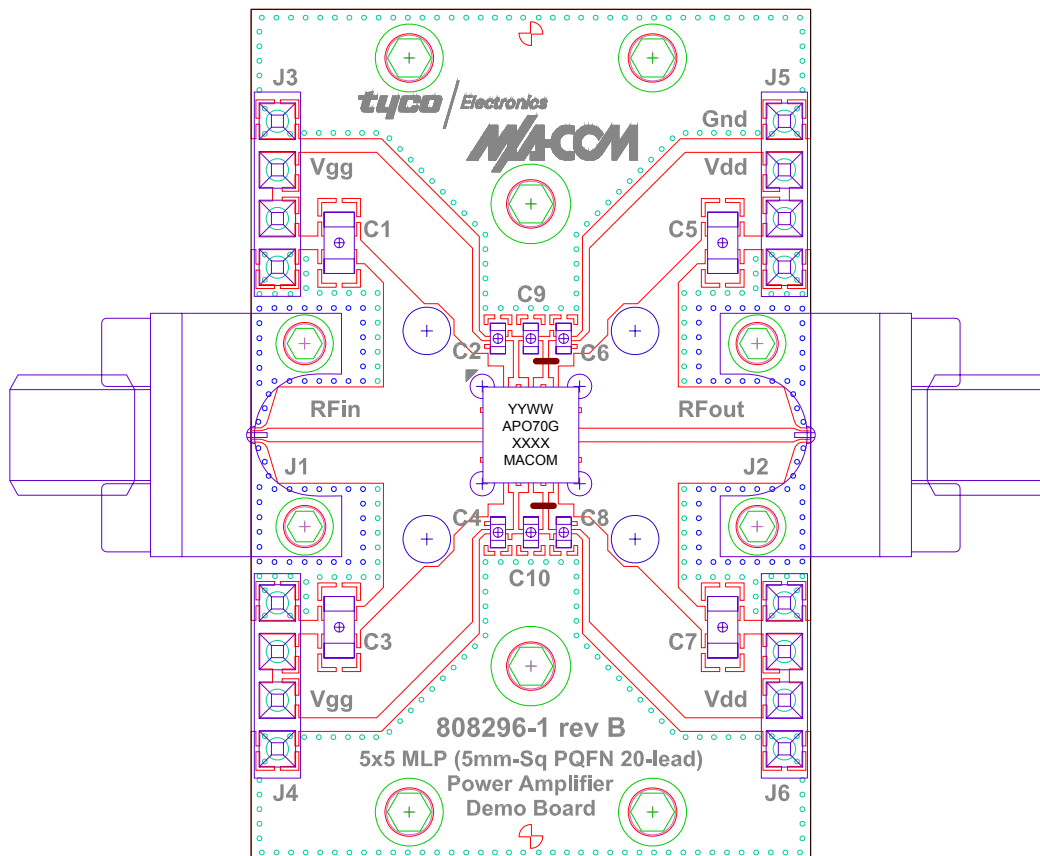 J3
J5
tyco / Electronics
Gnd
M/A-COM
Vgg
Vdd
C1
C5
C9
C2
C6
YYWW
APO70G
XXXX
MACOM
RFin
RFout
J1
J2
C4
C8
C10
C3
C7
Vgg
Vdd
808296-1 rev B
5x5 MLP (5mm-Sq PQFN 20-lead)
Power Amplifier
Demo Board
J4
J6